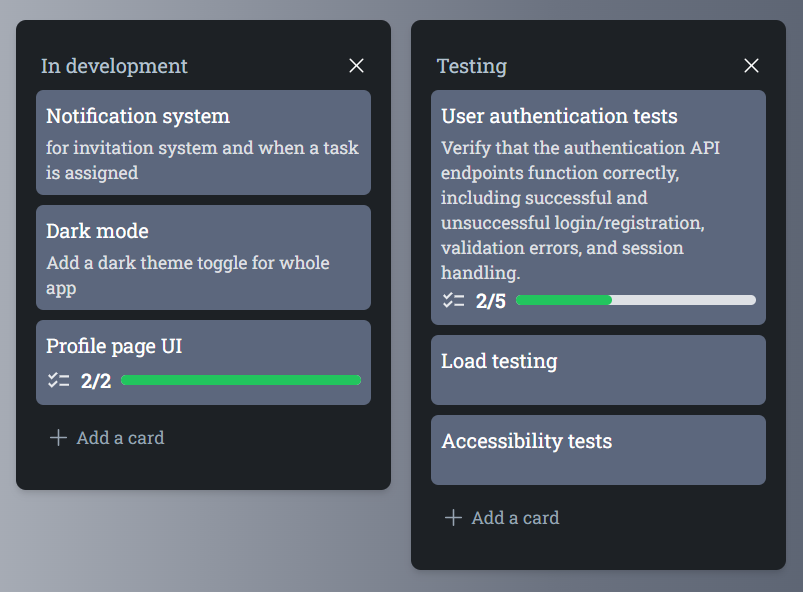 In development
Notification system
for invitation system and when a task
is assigned
Dark mode
Add a dark theme toggle for whole
app
Profile page UI
2/2
Add a card
Testing
User authentication tests
Verify that the authentication API
endpoints function correctly,
including successful and
unsuccessful login/registration,
validation errors, and session
handling.
2/5
Load testing
Accessibility tests
Add a card